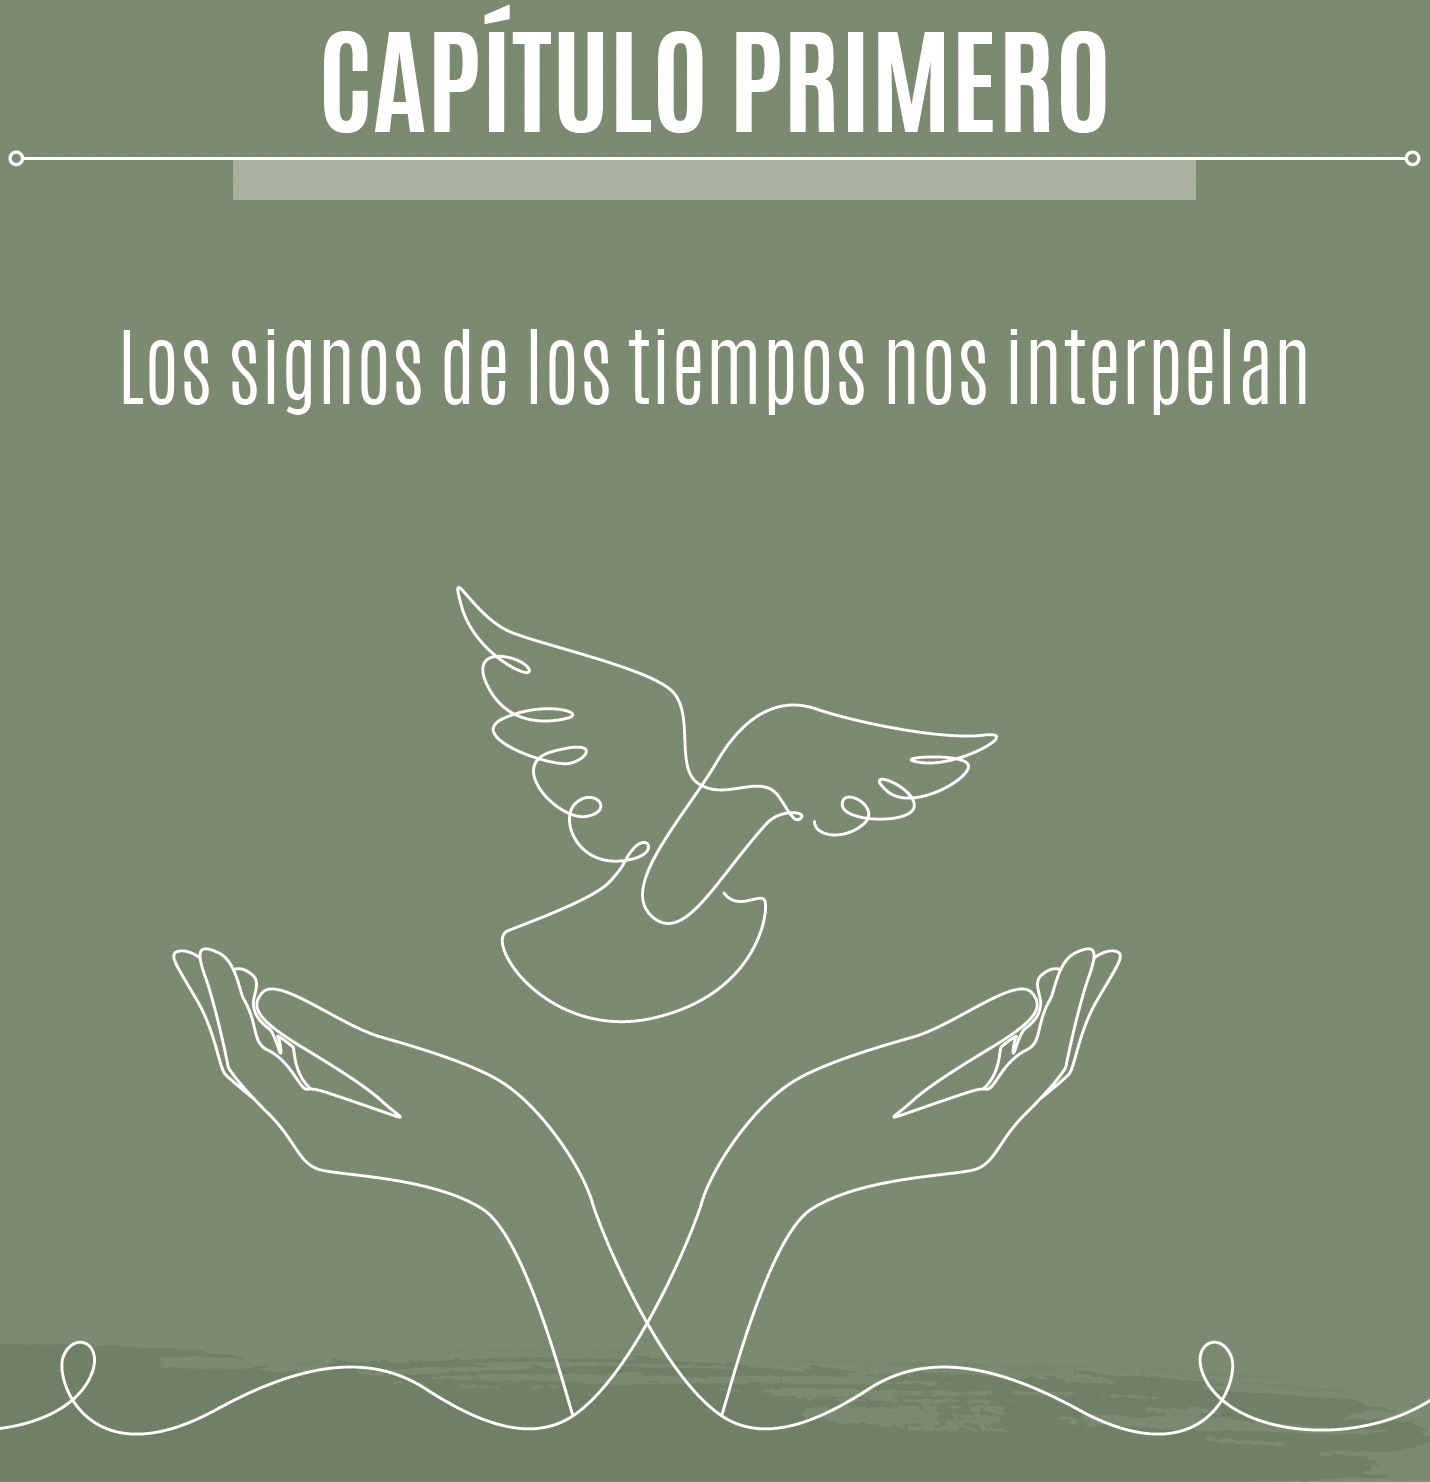 CAPÍTULO PRIMERO
Los signos de los tiempos nos interpelan